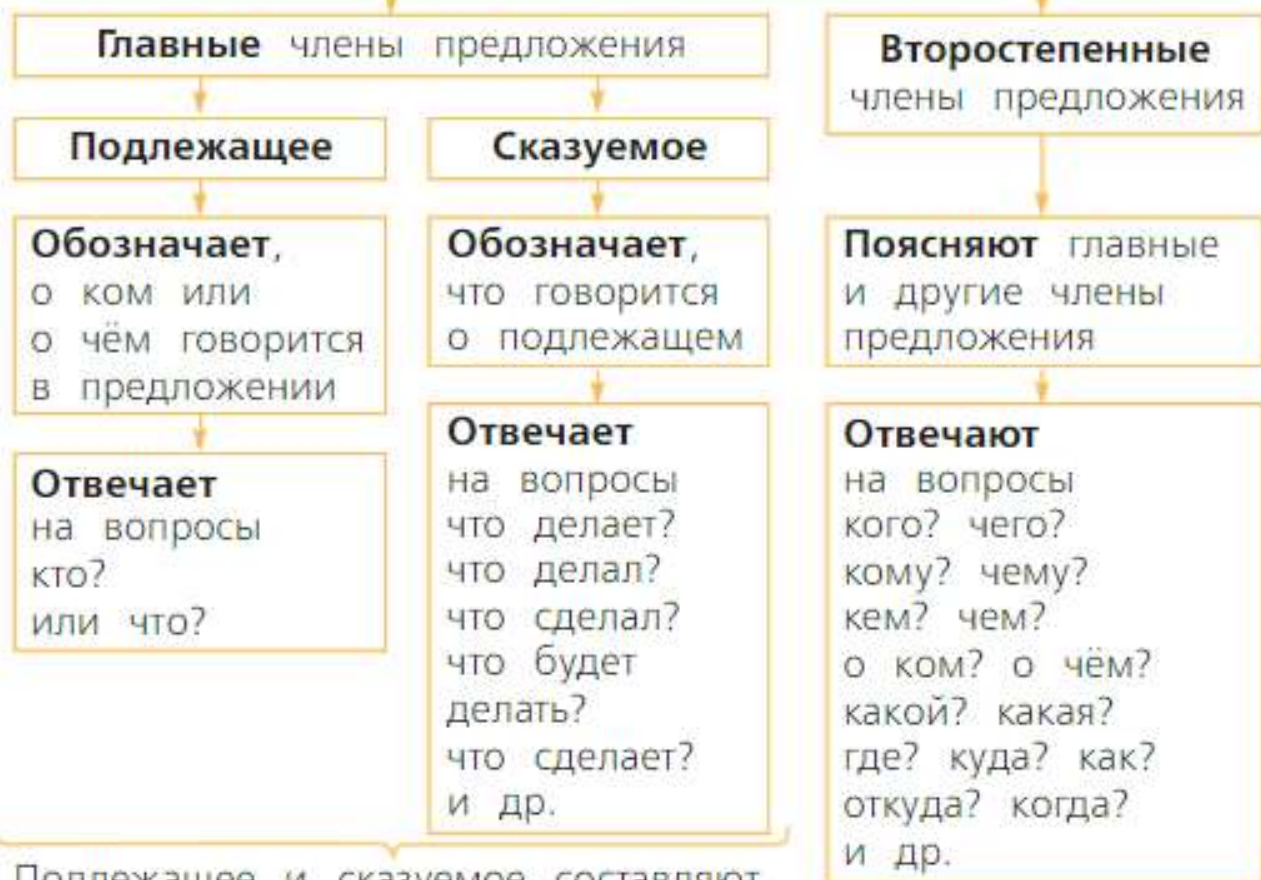 Главные члены предложения
Подлежащее
Обозначает,
о ком или
о чём говорится
в предложении
Отвечает
на вопросы
кто?
или что?
Сказуемое
Обозначает,
что говорится
о подлежащем
Отвечает
на вопросы
что делает?
что делал?
что сделал?
что будет
делать?
что сделает?
и др.
Подлежащее и сказуемое составляют
Второстепенные
члены предложения
Поясняют главные
и другие члены
предложения
Отвечают
на вопросы
кого? чего?
кому? чему?
кем? чем?
о ком? о чём?
какой? какая?
где? куда? как?
откуда? когда?
и др.